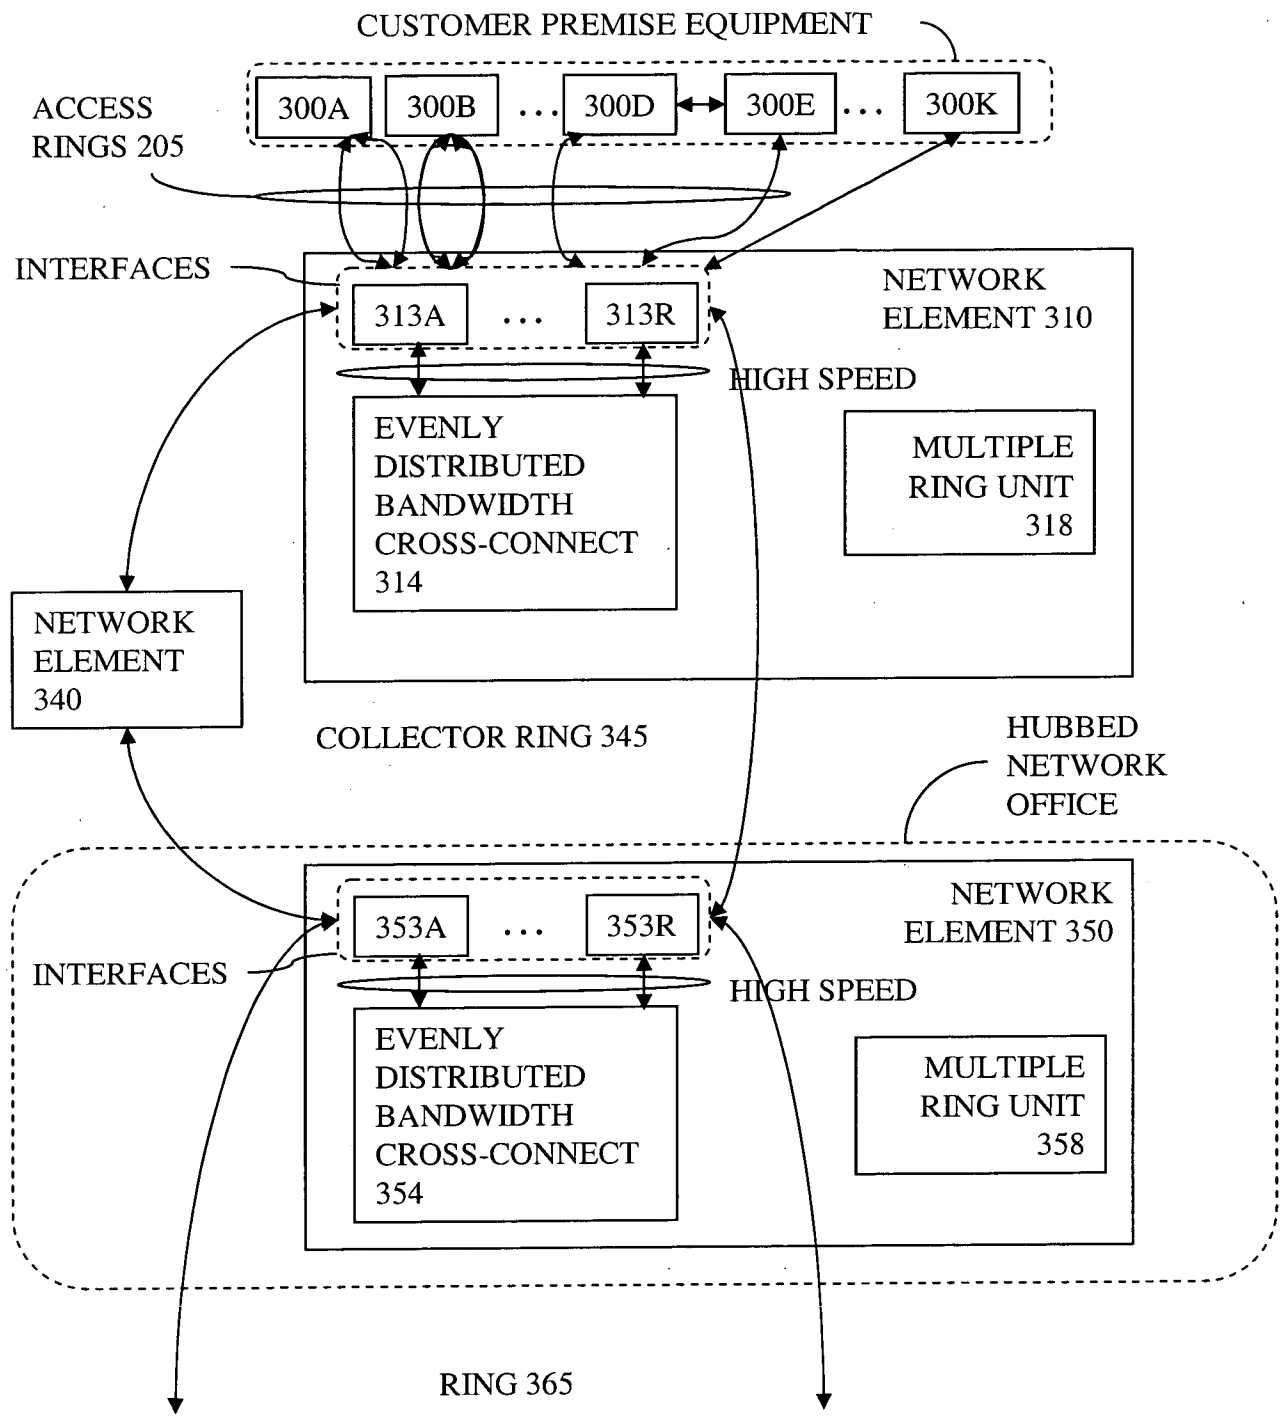 CUSTOMER PREMISE EQUIPMENT
300A
300B
...
300D
300E
...
300K
ACCESS
RINGS 205
INTERFACES
313A
...
313R
NETWORK
ELEMENT 310
HIGH SPEED
EVENLY
DISTRIBUTED
BANDWIDTH
CROSS-CONNECT
314
MULTIPLE
RING UNIT
318
NETWORK
ELEMENT
340
COLLECTOR RING 345
HUBBED
NETWORK
OFFICE
353A
...
353R
NETWORK
ELEMENT 350
INTERFACES
HIGH SPEED
EVENLY
DISTRIBUTED
BANDWIDTH
CROSS-CONNECT
354
MULTIPLE
RING UNIT
358
RING 365